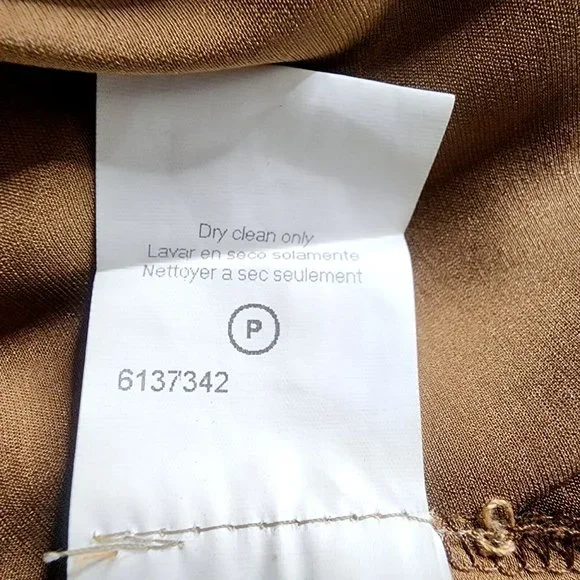 Dry clean only
Lavar en seco solamente
Nettoyer a sec seulement
P
6137342